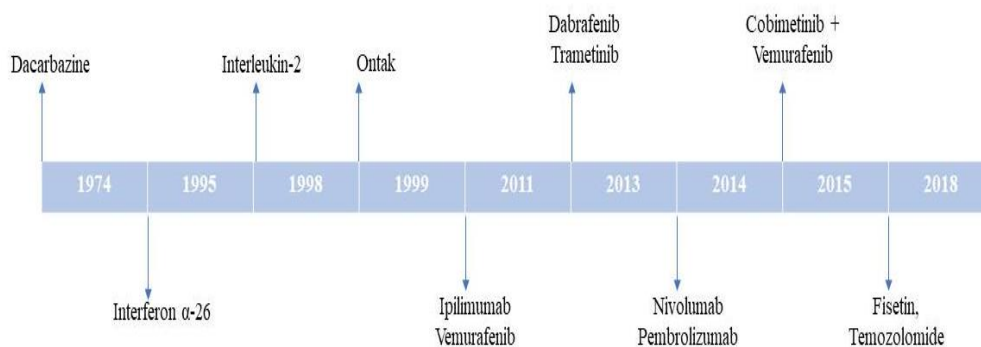 Dabrafenib
Trametinib
Cobimetinib +
Vemurafenib
Dacarbazine
Interleukin-2
Ontak
1974
1995
1998
1999
2011
2013
2014
2015
2018
Interferon α-26
Ipilimumab
Vemurafenib
Nivolumab
Pembrolizumab
Fisetin,
Temozolomide